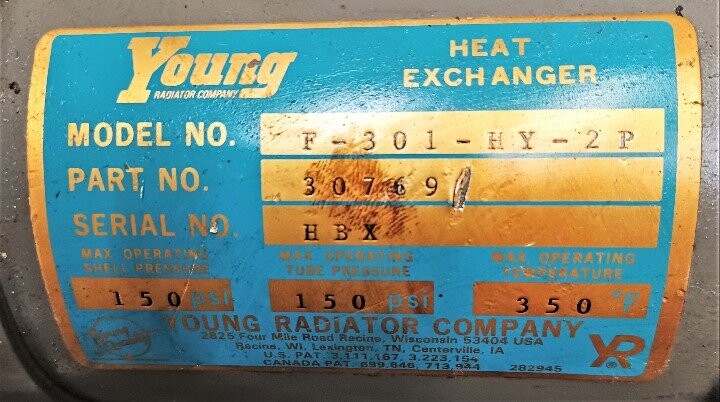 Young
RADIATOR COMPANY
HEAT
EXCHANGER
MODEL NO. F-301-HY-2P
PART NO. 30769
SERIAL NO. HBX
MAX OPERATING
SHELL PRESSURE
150 psi
MAX OPERATING
TUBE PRESSURE
150 psi
MAX OPERATING
TEMPERATURE
350 °F
Young
YOUNG RADIATOR COMPANY
2825 Four Mile Road Racine, Wisconsin 53404 USA
Racine, WI, Lexington, TN, Centerville, IA
U.S. PAT. 3,111,167, 3,223,154
CANADA PAT. 699,646, 713,944
282945
YR
®